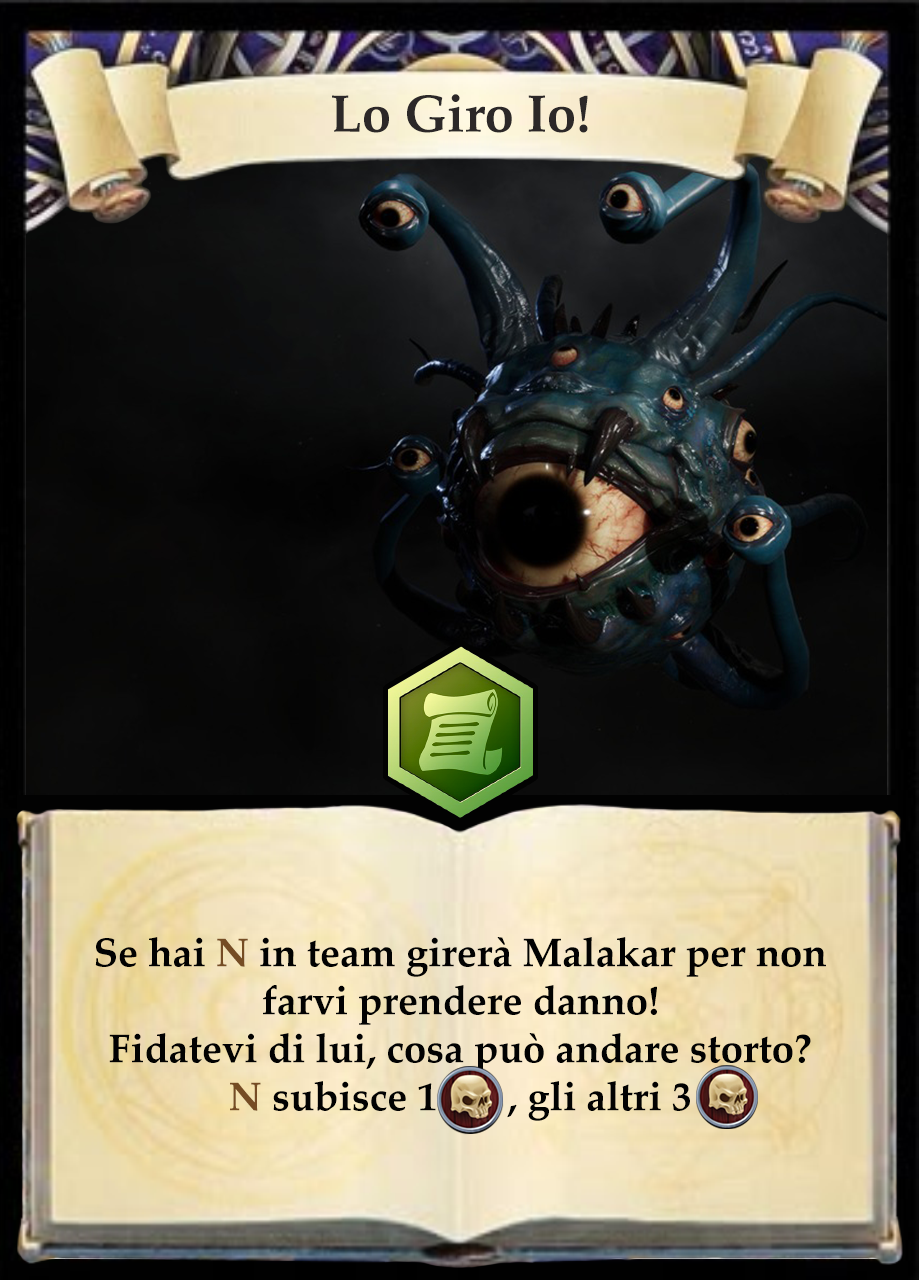 Lo Giro Io!
Se hai N in team girerà Malakar per non
farvi prendere danno!
Fidatevi di lui, cosa può andare storto?
N subisce 1 , gli altri 3